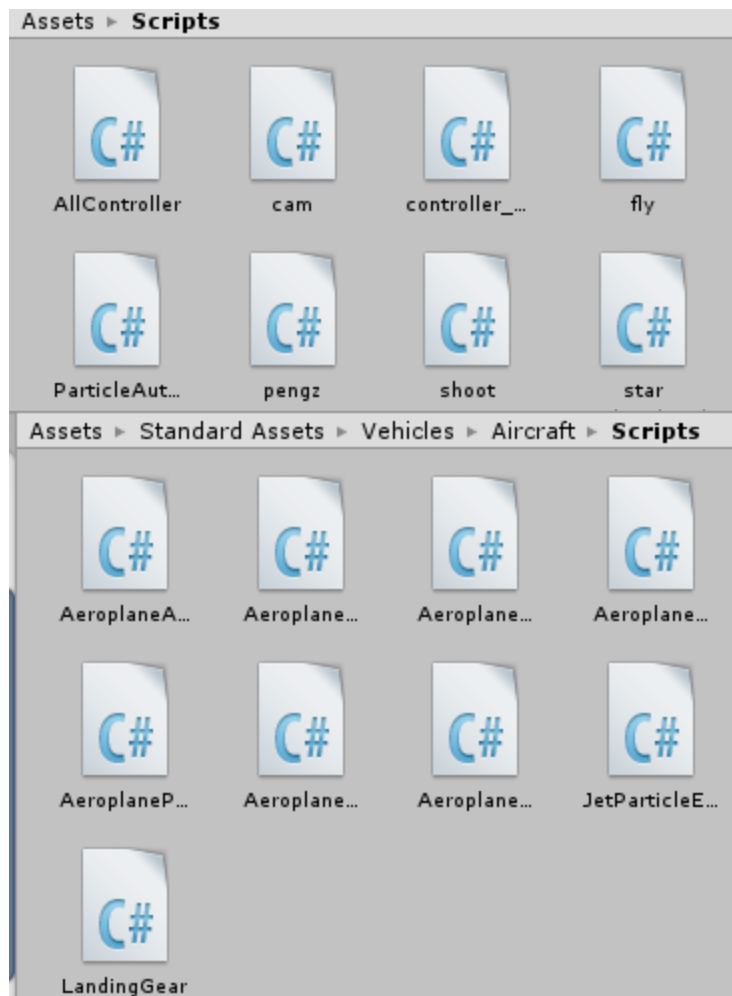 Assets ▸ Scripts
C# C# C# C#
AllController cam controller_... fly
C# C# C# C#
ParticleAut... pengz shoot star
Assets ▸ Standard Assets ▸ Vehicles ▸ Aircraft ▸ Scripts
C# C# C# C#
AeroplaneA... Aeroplane... Aeroplane... Aeroplane...
C# C# C# C#
AeroplaneP... Aeroplane... Aeroplane... JetParticleE...
C#
LandingGear